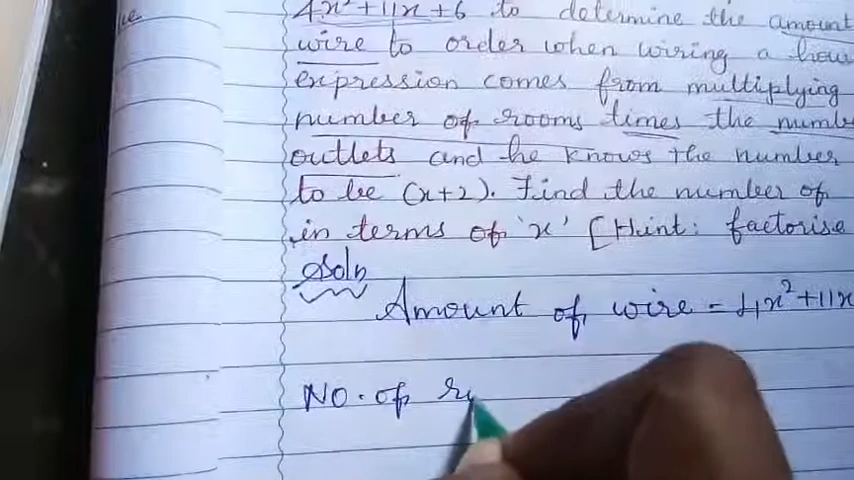 4x² + 11x + 6 to determine the amount
wire to order when wiring a hou
expression comes from multiplying
number of rooms times the numbe
outlets and he knows the number
to be (x+2). Find the number of
in terms of 'x' [Hint: factorise
Soln
Amount of wire = 4x² + 11x
No. of r